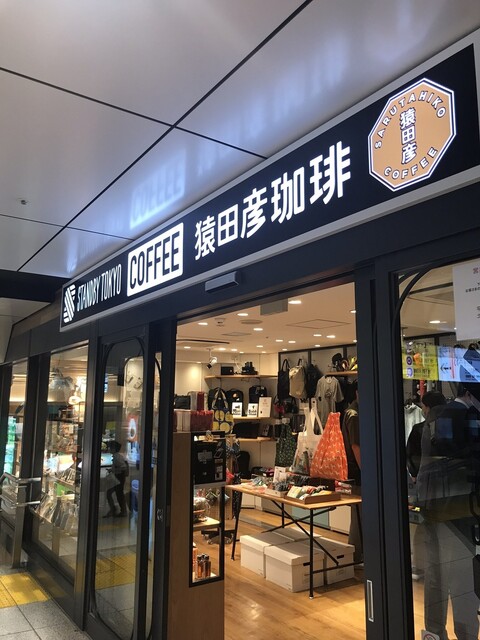 STANDBY TOKYO
COFFEE
猿田彦珈琲
SARUTAHIKO
猿田彦
COFFEE